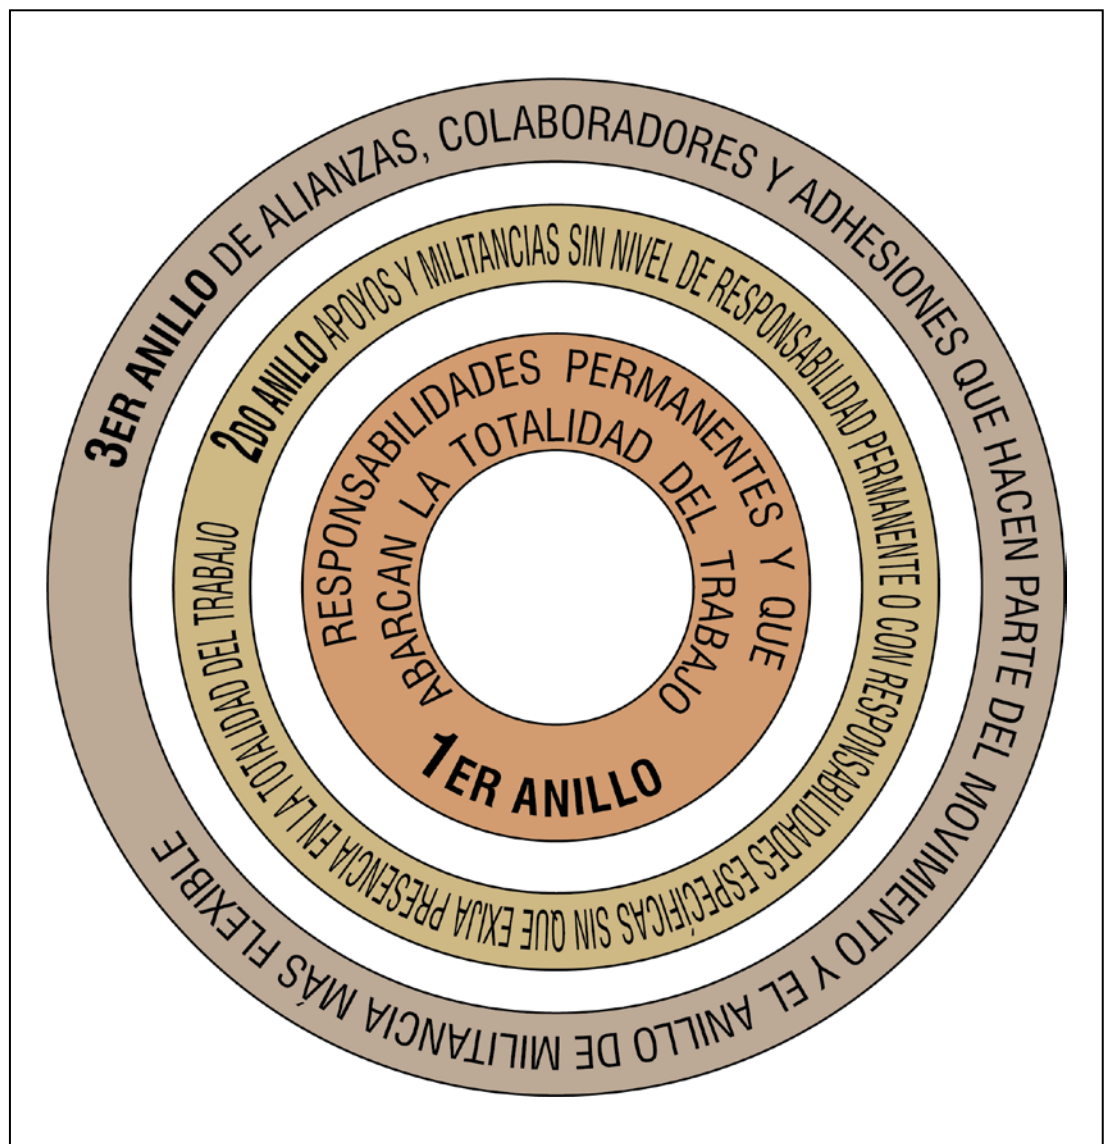 3ER ANILLO DE ALIANZAS, COLABORADORES Y ADHESIONES QUE HACEN PARTE DEL MOVIMIENTO Y EL ANILLO DE MILITANCIA MÁS FLEXIBLE
2DO ANILLO APOYOS Y MILITANCIAS SIN NIVEL DE RESPONSABILIDAD PERMANENTE O CON RESPONSABILIDADES ESPECÍFICAS SIN QUE EXIJA PRESENCIA EN LA TOTALIDAD DEL TRABAJO
RESPONSABILIDADES PERMANENTES Y QUE
ABARCAN LA TOTALIDAD DEL TRABAJO
1ER ANILLO